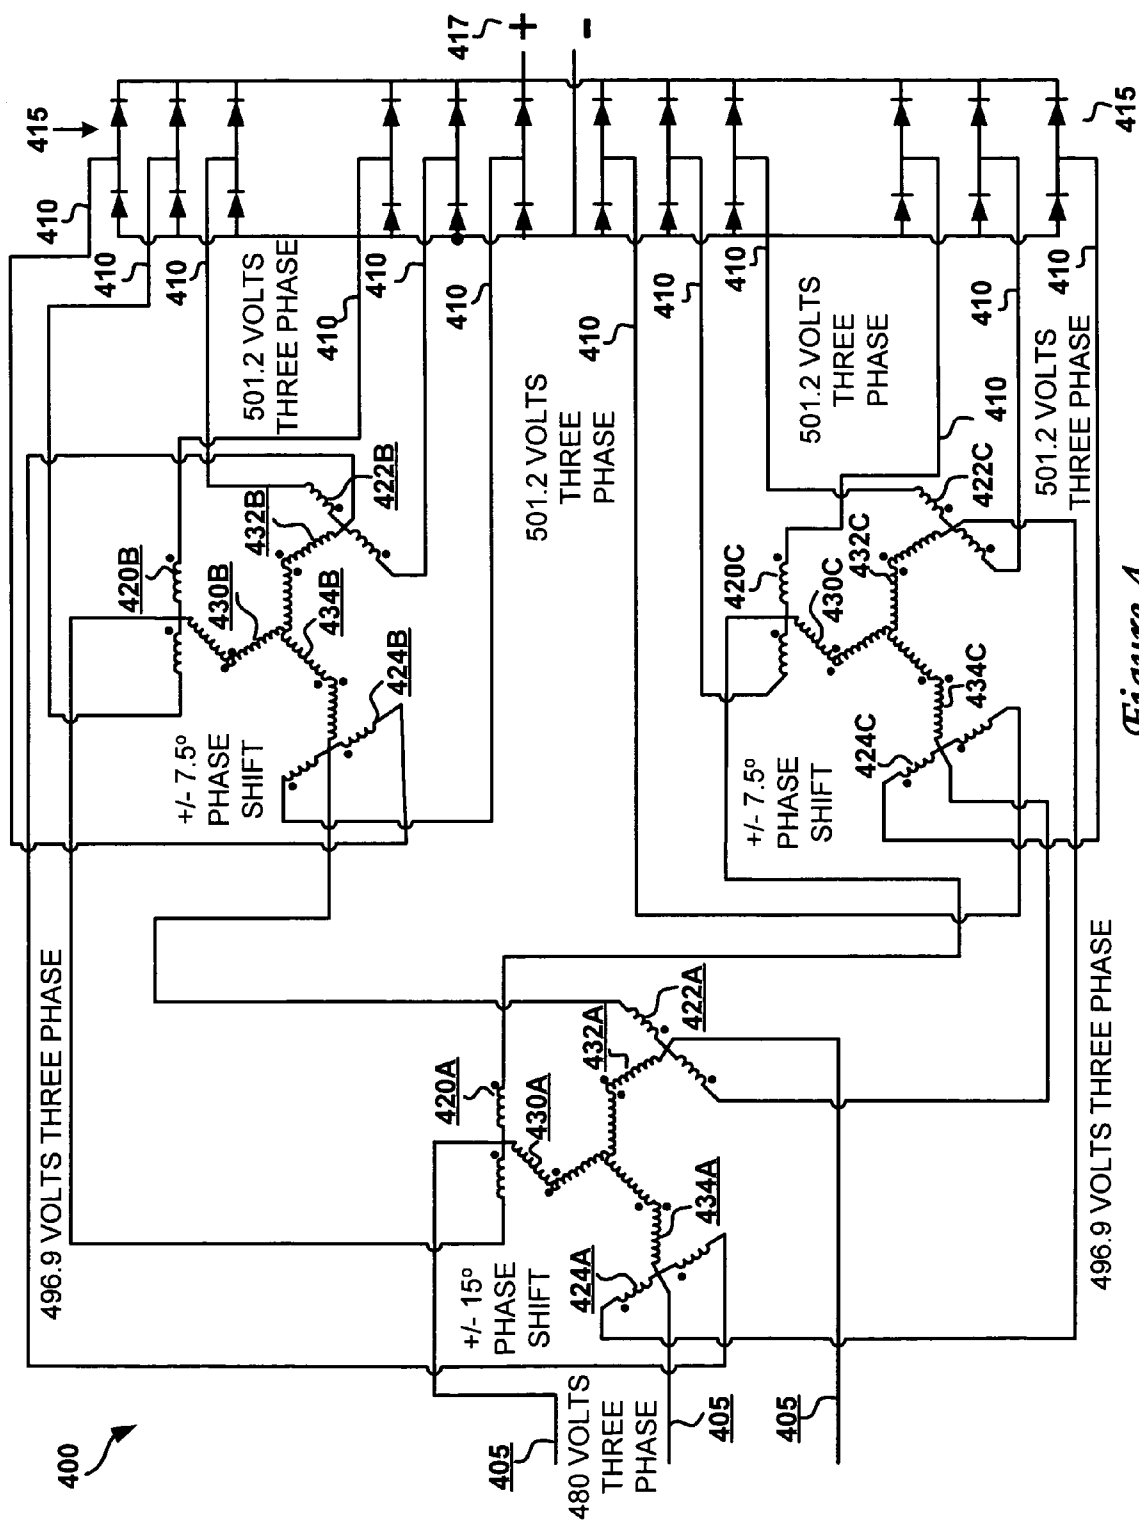 400
405
480 VOLTS
THREE
PHASE
405
405
496.9 VOLTS THREE PHASE
+/- 15º
PHASE
SHIFT
420A
430A
432A
422A
424A
434A
496.9 VOLTS THREE PHASE
+/- 7.5º
PHASE
SHIFT
420B
430B
432B
422B
434B
424B
+/- 7.5º
PHASE
SHIFT
420C
430C
432C
422C
424C
434C
501.2 VOLTS
THREE PHASE
501.2 VOLTS
THREE
PHASE
501.2 VOLTS
THREE
PHASE
501.2 VOLTS
THREE PHASE
410
410
410
410
410
410
410
410
410
410
410
410
415
417
+
-
415
Figure 4